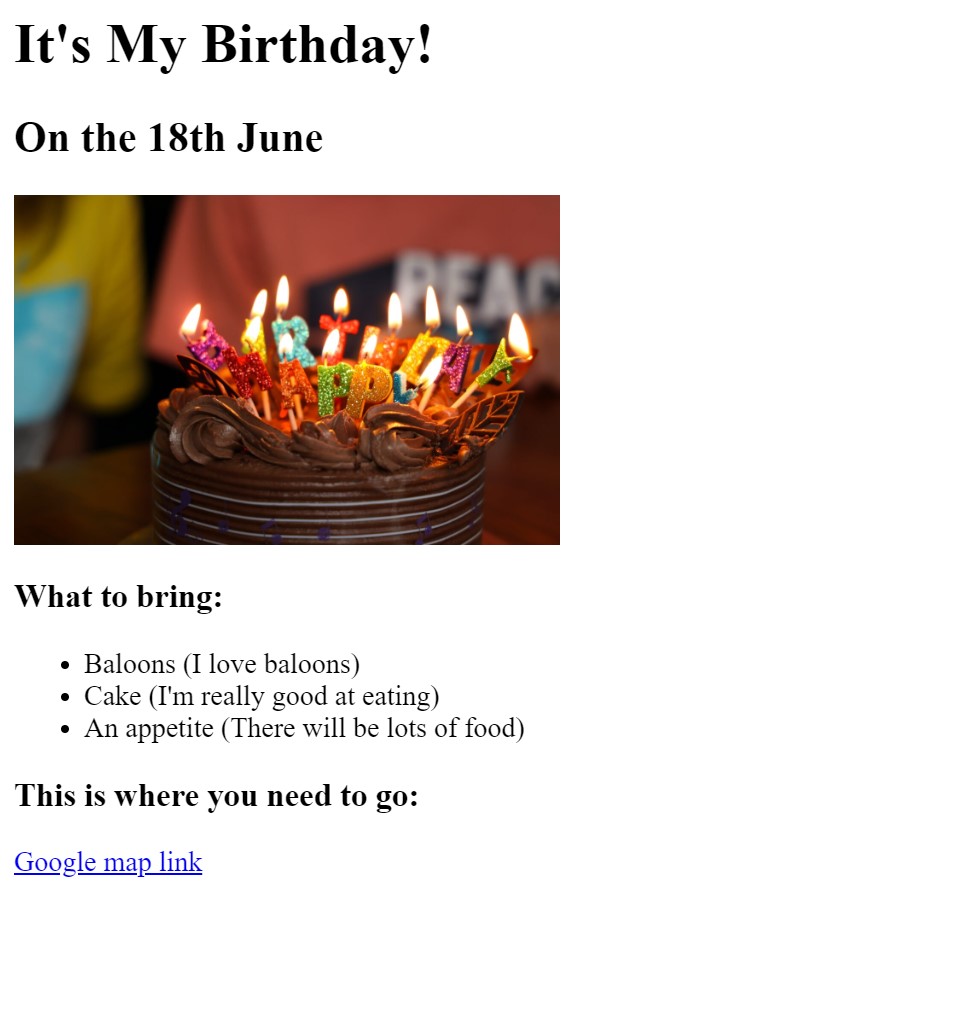 It's My Birthday!
On the 18th June
PEAC
BIRTHDAY
HAPPY
What to bring:
Baloons (I love baloons)
Cake (I'm really good at eating)
An appetite (There will be lots of food)
This is where you need to go:
Google map link